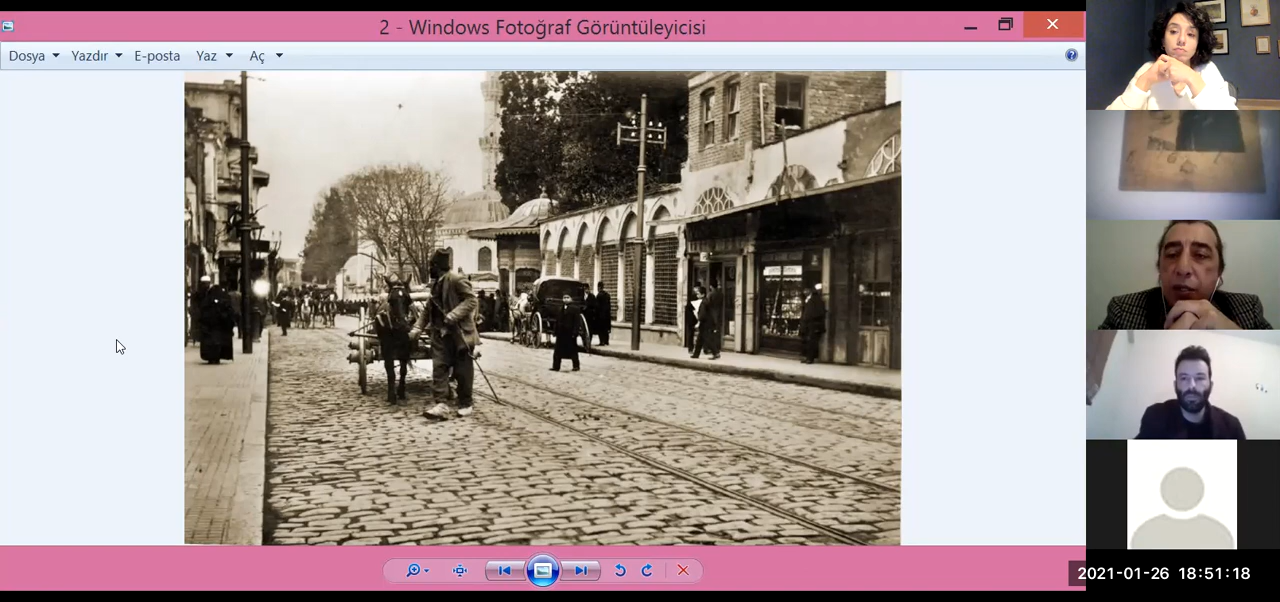 2 - Windows Fotoğraf Görüntüleyicisi
Dosya Yazdır E-posta Yaz Aç
2021-01-26 18:51:18